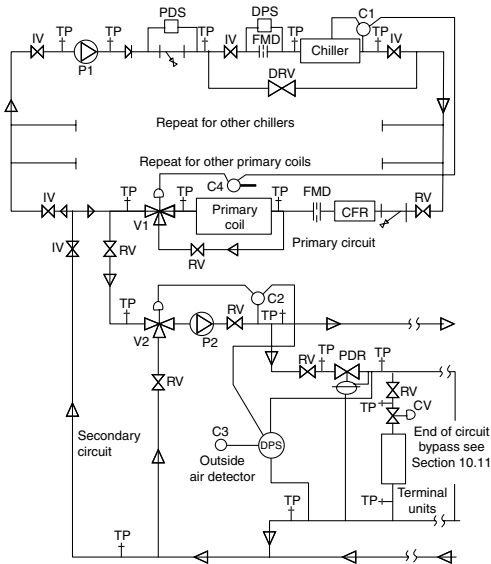 PDS
DPS
C1
IV
TP
TP
TP
IV
FMD
TP
Chiller
TP
IV
P1
DRV
Repeat for other chillers
Repeat for other primary coils
IV
TP
TP
C4
TP
FMD
CFR
RV
Primary
coil
V1
RV
Primary circuit
IV
RV
TP
C2
RV
TP
V2
P2
RV
TP
PDR
TP
RV
RV
TP
CV
C3
DPS
Outside
air detector
End of circuit
bypass see
Section 10.11
Secondary
circuit
TP
Terminal
units
TP
TP